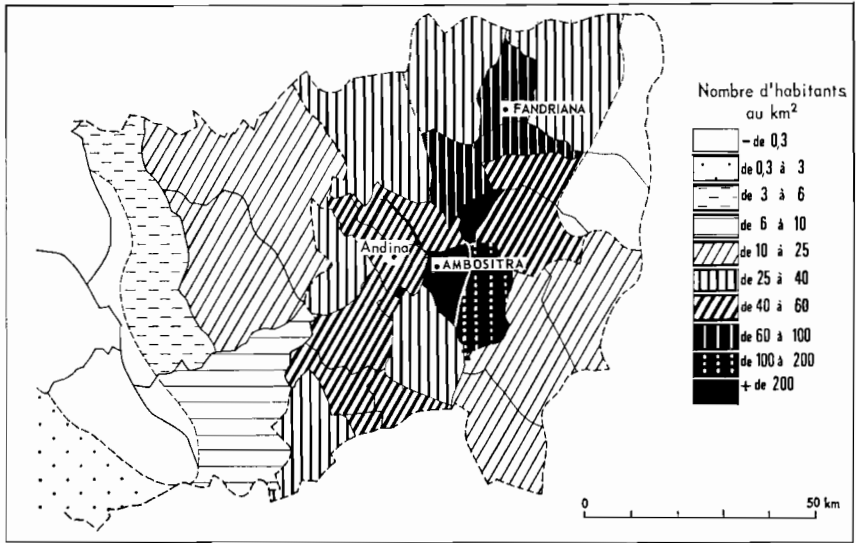 Nombre d'habitants
au km²
- de 0,3
de 0,3 à 3
de 3 à 6
de 6 à 10
de 10 à 25
de 25 à 40
de 40 à 60
de 60 à 100
de 100 à 200
+ de 200
FANDRIANA
Andina
AMBOSITRA
0 50 km